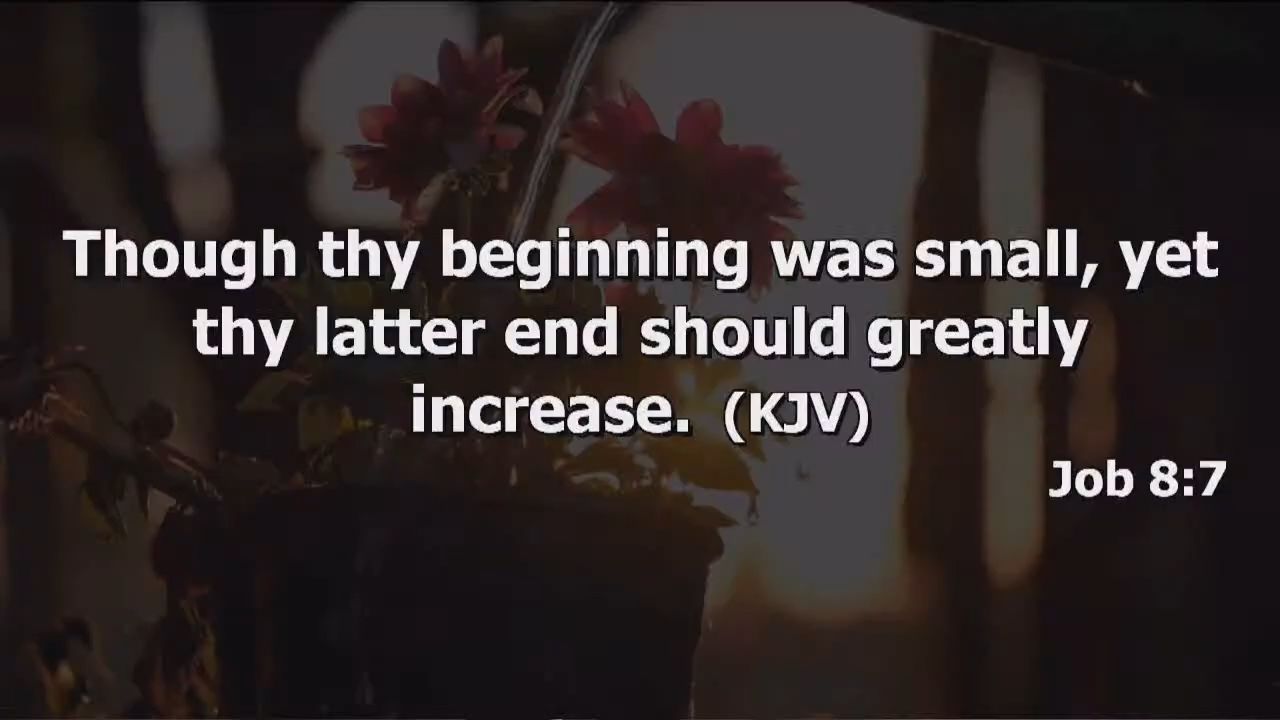 Though thy beginning was small, yet
thy latter end should greatly
increase. (KJV)
Job 8:7